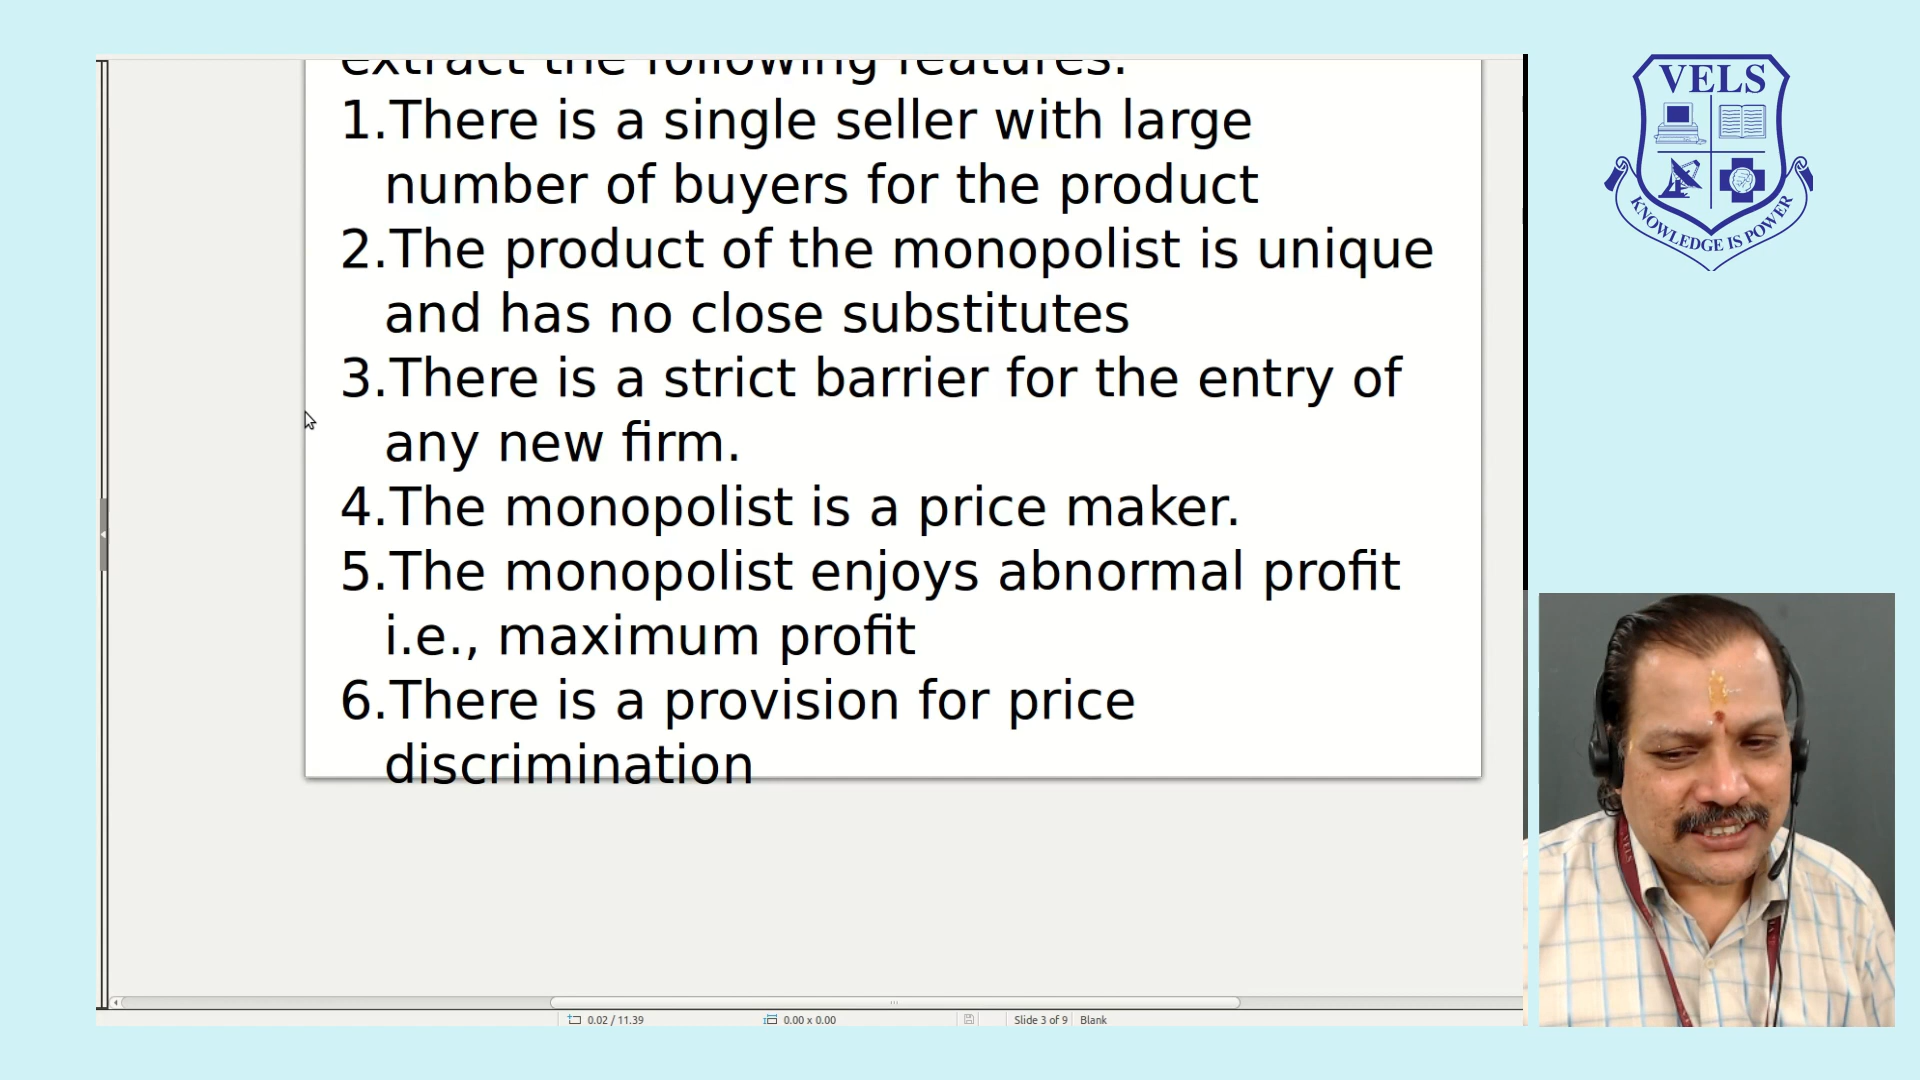 extract the following features.
1.There is a single seller with large
number of buyers for the product
2.The product of the monopolist is unique
and has no close substitutes
3.There is a strict barrier for the entry of
any new firm.
4.The monopolist is a price maker.
5.The monopolist enjoys abnormal profit
i.e., maximum profit
6.There is a provision for price
discrimination
0.02 / 11.39
0.00 x 0.00
Slide 3 of 9
Blank
VELS
KNOWLEDGE IS POWER
VELS